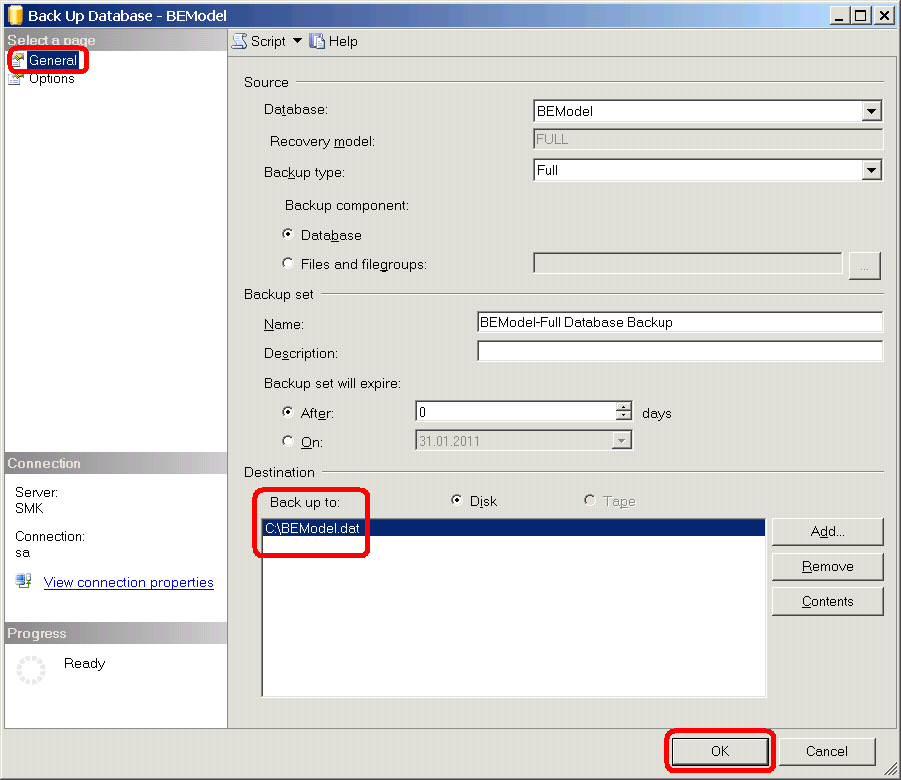 Back Up Database - BEModel
Select a page
General
Options
Script Help
Source
Database: BEModel
Recovery model: FULL
Backup type: Full
Backup component:
Database
Files and filegroups: ...
Backup set
Name: BEModel-Full Database Backup
Description:
Backup set will expire:
After: 0 days
On: 31.01.2011
Destination
Back up to: Disk Tape
C:\BEModel.dat
Add...
Remove
Contents
Connection
Server:
SMK
Connection:
sa
View connection properties
Progress
Ready
OK Cancel